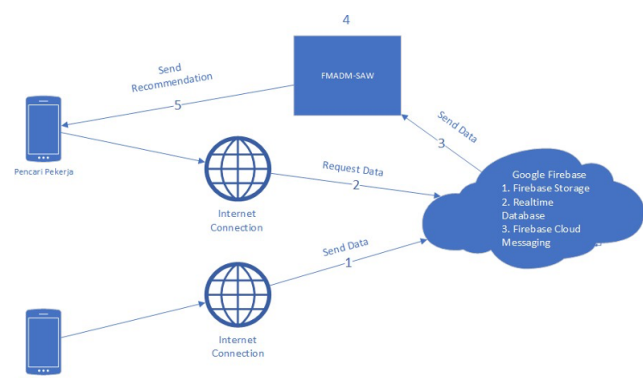 4
Send
Recommendation
5
FMADM-SAW
Send Data
3
Pencari Pekerja
Request Data
2
Internet
Connection
Google Firebase
1. Firebase Storage
2. Realtime
Database
3. Firebase Cloud
Messaging
Send Data
1
Internet
Connection